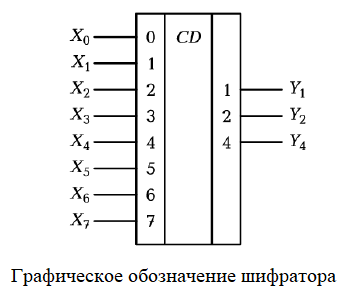 X₀ 0 CD
X₁ 1
X₂ 2 1 Y₁
X₃ 3 2 Y₂
X₄ 4 4 Y₄
X₅ 5
X₆ 6
X₇ 7
Графическое обозначение шифратора